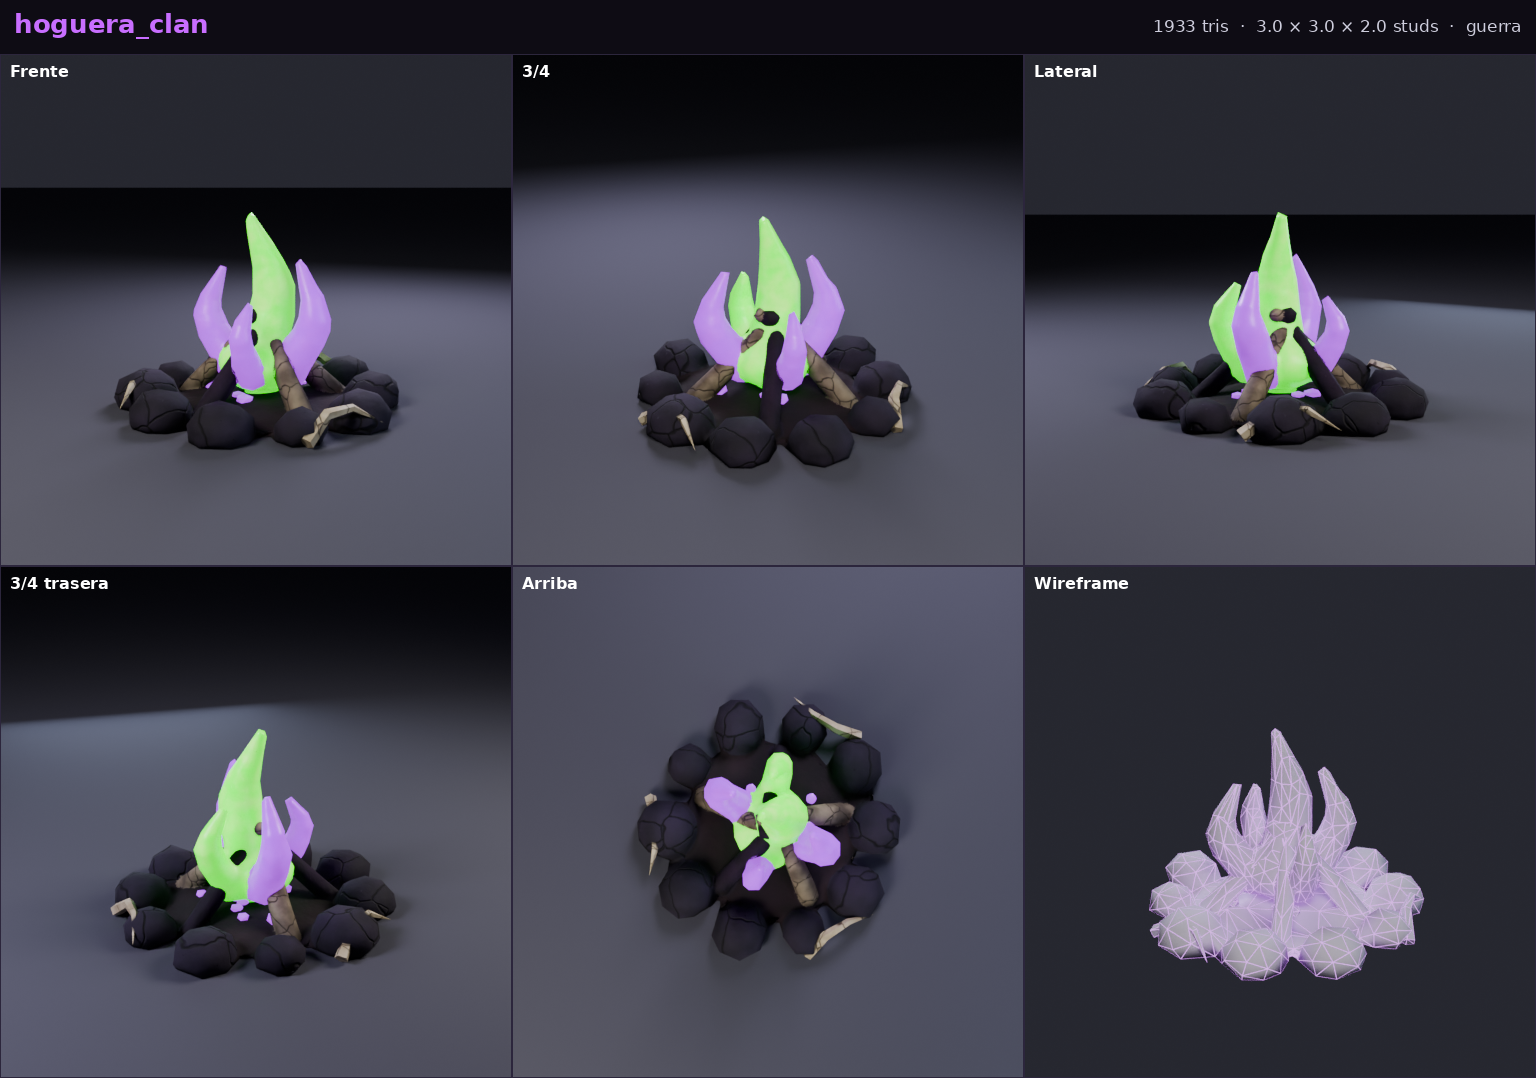 hoguera_clan
1933 tris · 3.0 × 3.0 × 2.0 studs · guerra
Frente
3/4
Lateral
3/4 trasera
Arriba
Wireframe